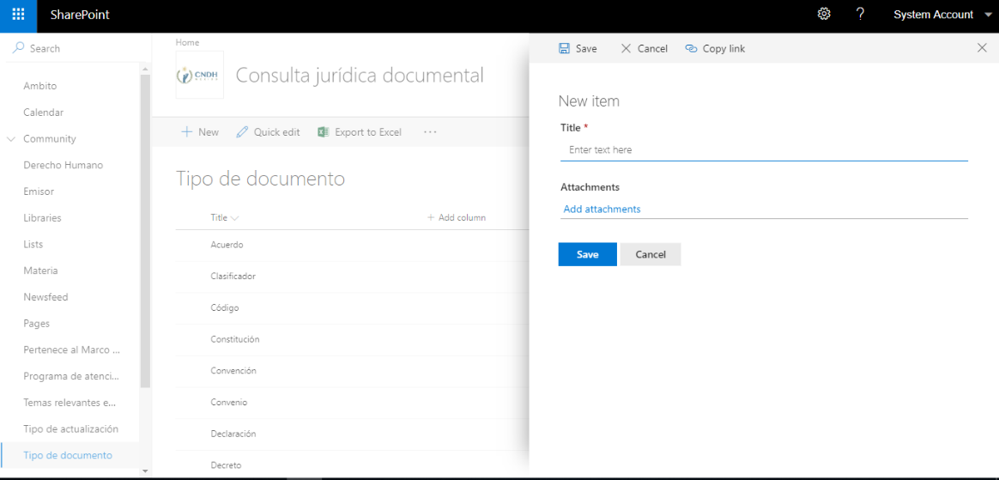 SharePoint
? System Account
Search
Ambito
Calendar
Community
Derecho Humano
Emisor
Libraries
Lists
Materia
Newsfeed
Pages
Pertenece al Marco ...
Programa de atenci...
Temas relevantes e...
Tipo de actualización
Tipo de documento
Home
CNDH
Consulta jurídica documental
+ New Quick edit Export to Excel ...
Tipo de documento
Title + Add column
Acuerdo
Clasificador
Código
Constitución
Convención
Convenio
Declaración
Decreto
Save Cancel Copy link
New item
Title *
Enter text here
Attachments
Add attachments
Save Cancel